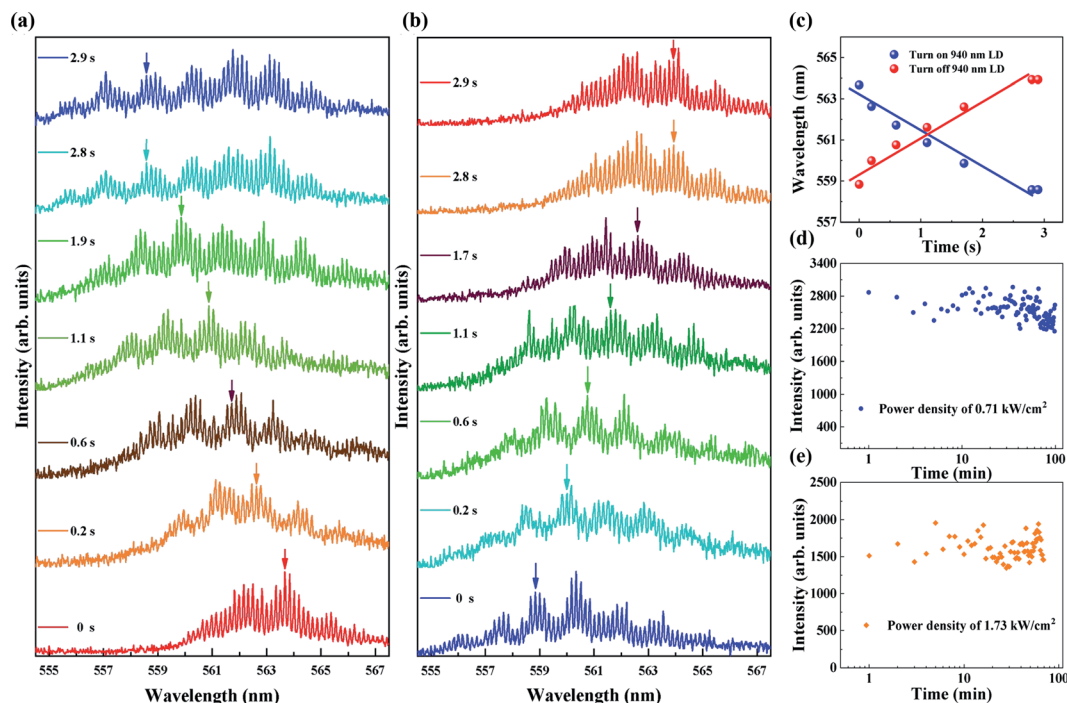 (a)
2.9 s
2.8 s
1.9 s
1.1 s
0.6 s
0.2 s
0 s
Intensity (arb. units)
555 557 559 561 563 565 567
Wavelength (nm)
(b)
2.9 s
2.8 s
1.7 s
1.1 s
0.6 s
0.2 s
0 s
Intensity (arb. units)
555 557 559 561 563 565 567
Wavelength (nm)
(c)
Turn on 940 nm LD
Turn off 940 nm LD
565
563
561
559
557
Wavelength (nm)
0 1 2 3
Time (s)
(d)
3400
2800
2200
1600
1000
400
Intensity (arb. units)
Power density of 0.71 kW/cm²
1 10 100
Time (min)
(e)
2500
2000
1500
1000
500
0
Intensity (arb. units)
Power density of 1.73 kW/cm²
1 10 100
Time (min)